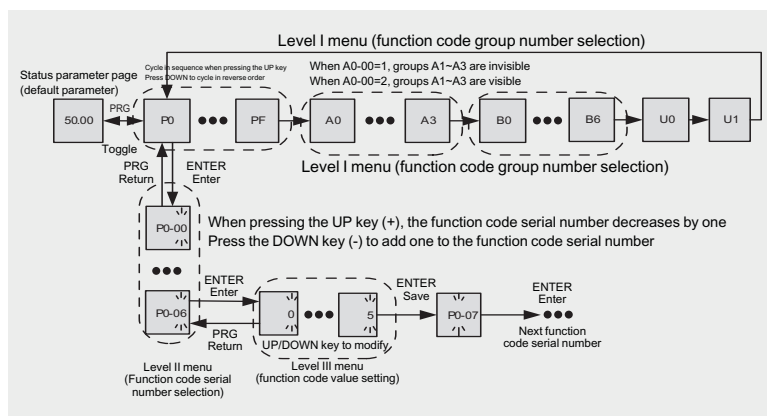 Level I menu (function code group number selection)
Status parameter page
(default parameter)
Cycle in sequence when pressing the UP key
Press DOWN to cycle in reverse order
When A0-00=1, groups A1~A3 are invisible
When A0-00=2, groups A1~A3 are visible
50.00
PRG
Toggle
P0
PF
A0
A3
B0
B6
U0
U1
Level I menu (function code group number selection)
PRG
Return
ENTER
Enter
P0-00
When pressing the UP key (+), the function code serial number decreases by one
Press the DOWN key (-) to add one to the function code serial number
P0-06
ENTER
Enter
PRG
Return
0
5
UP/DOWN key to modify
ENTER
Save
P0-07
ENTER
Enter
Next function
code serial number
Level II menu
(Function code serial
number selection)
Level III menu
(function code value setting)